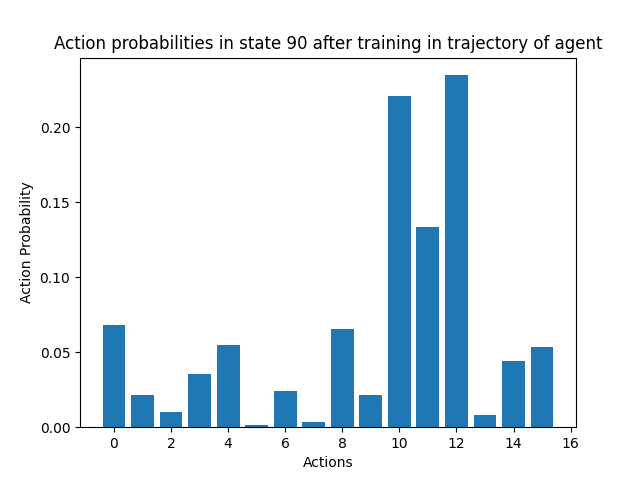 Action probabilities in state 90 after training in trajectory of agent
Action Probability
0.20
0.15
0.10
0.05
0.00
0 2 4 6 8 10 12 14 16
Actions